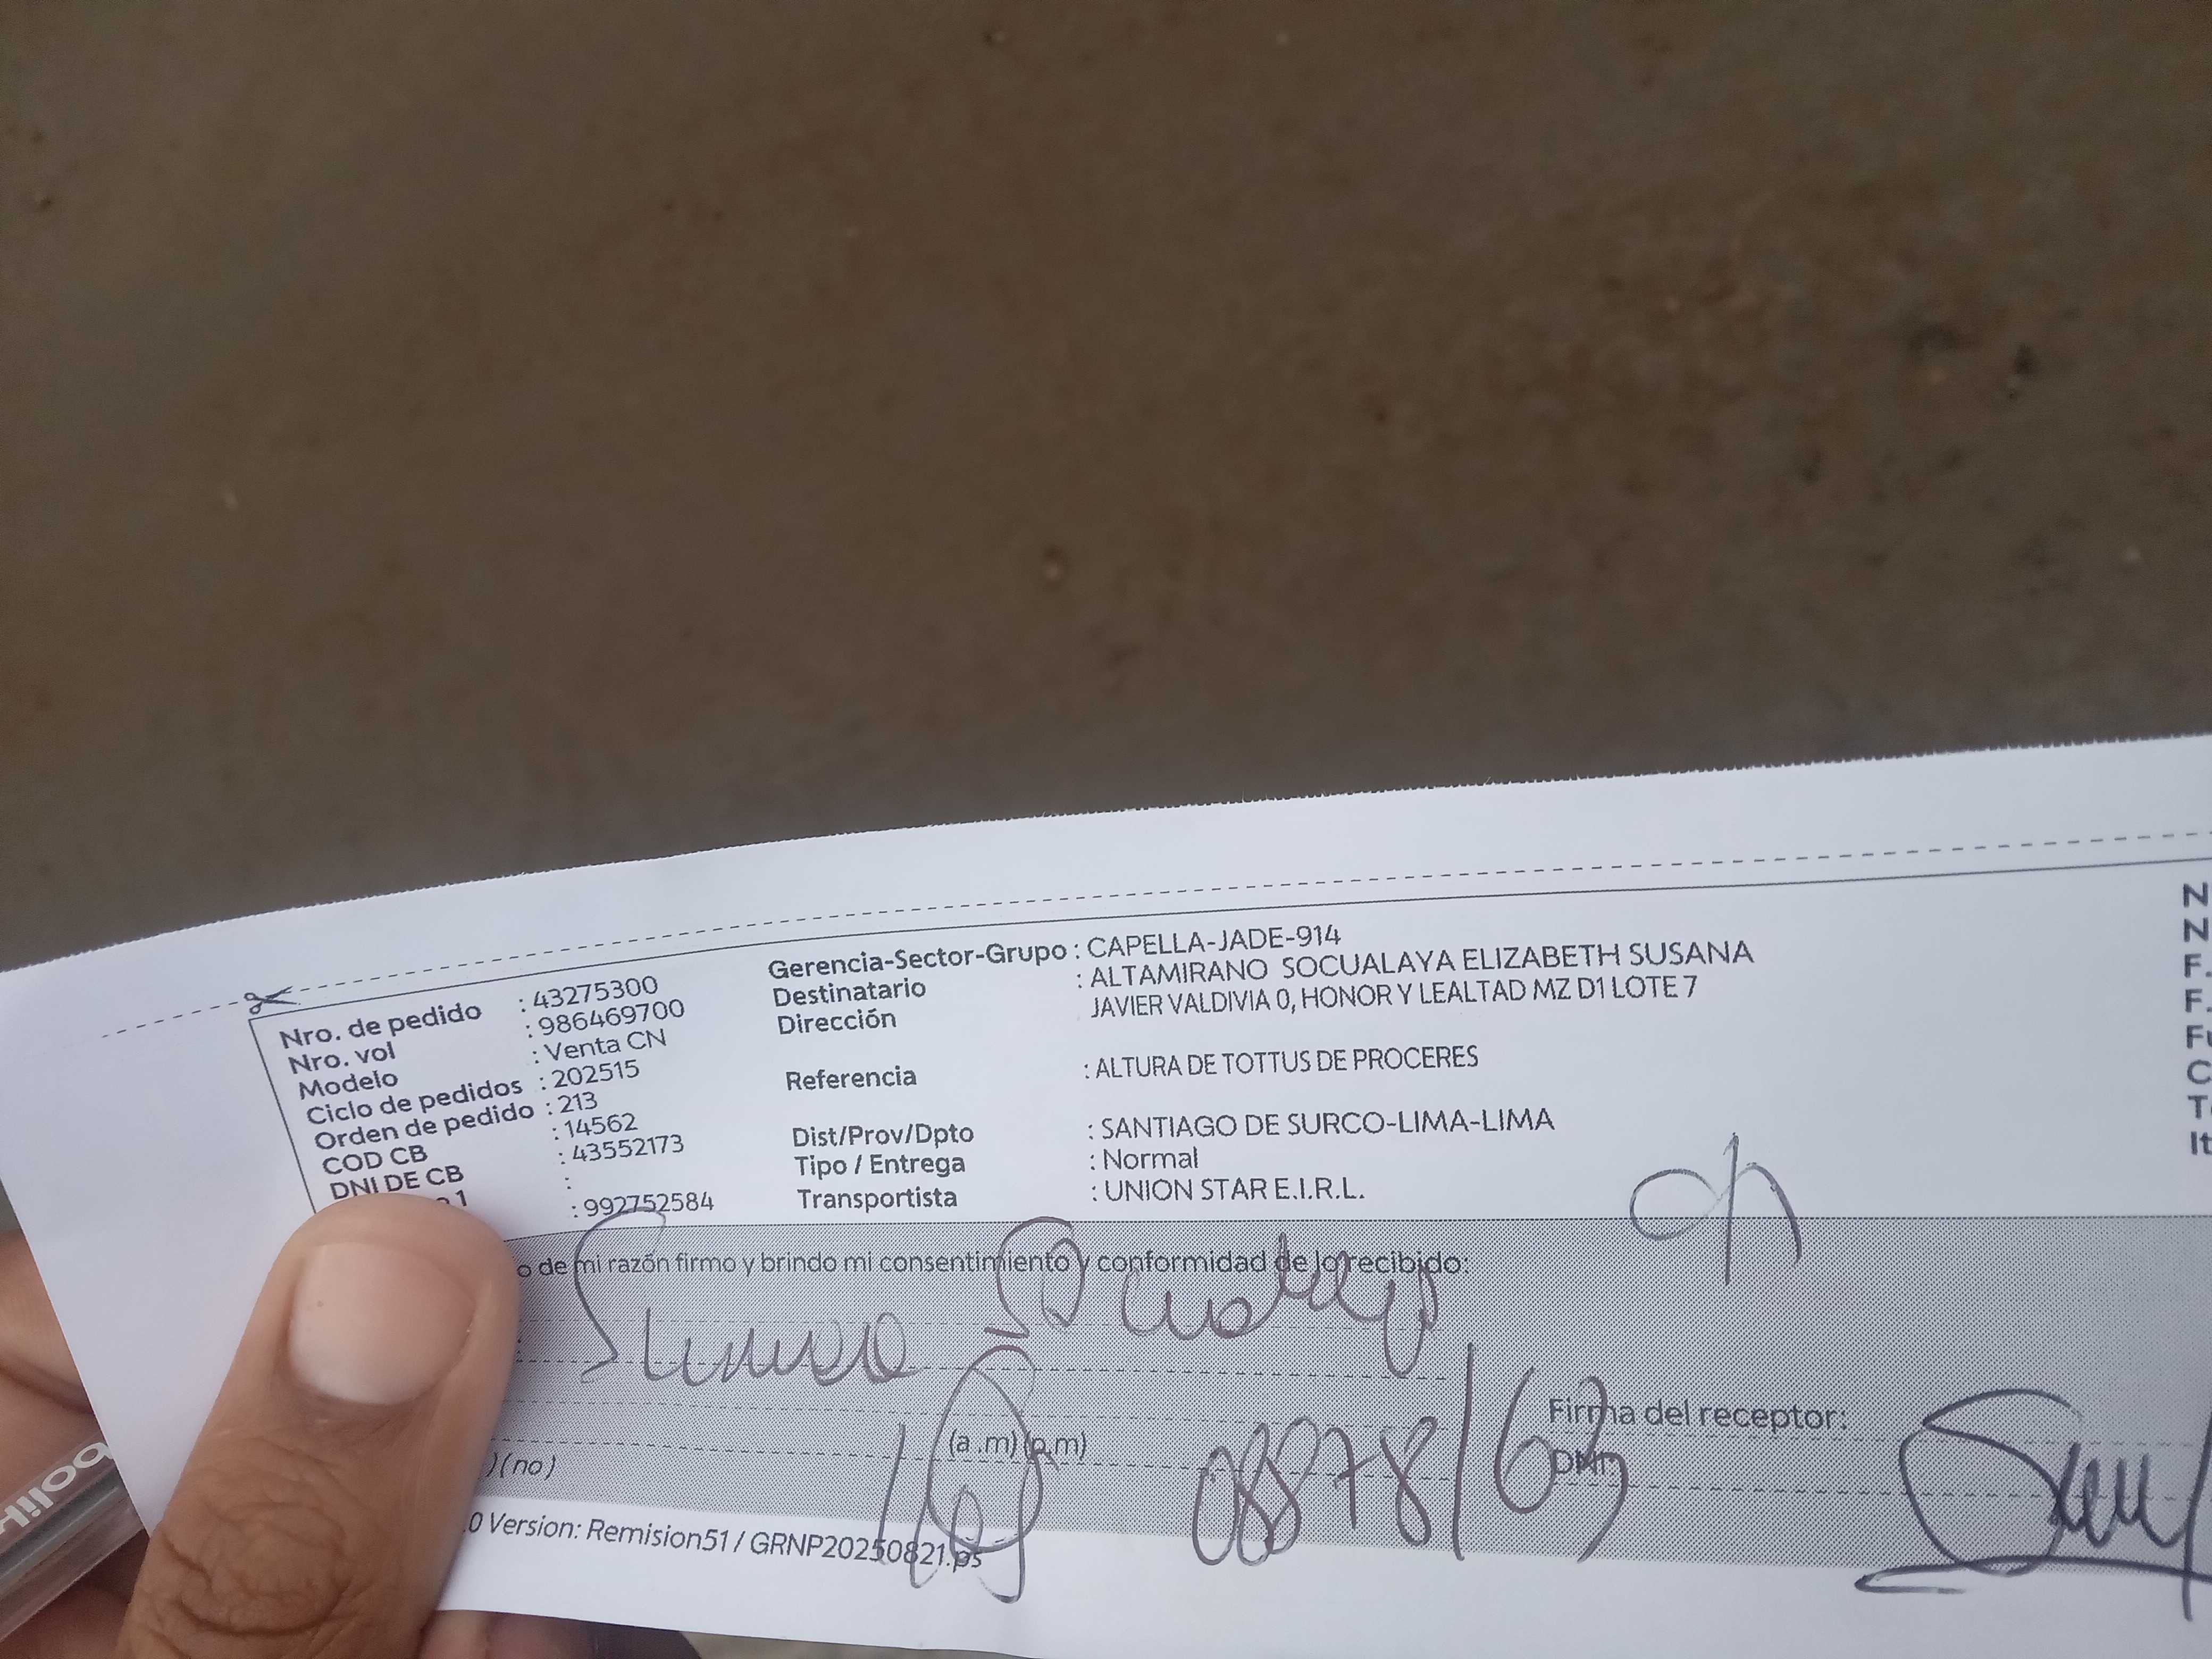 Nro. de pedido : 43275300
Nro. vol : 986469700
Modelo : Venta CN
Ciclo de pedidos : 202515
Orden de pedido : 213
COD CB : 14562
DNI DE CB : 43552173
1 :
: 992752584
Gerencia-Sector-Grupo : CAPELLA-JADE-914
Destinatario : ALTAMIRANO SOCUALAYA ELIZABETH SUSANA
Dirección JAVIER VALDIVIA 0, HONOR Y LEALTAD MZ D1 LOTE 7
Referencia : ALTURA DE TOTTUS DE PROCERES
Dist/Prov/Dpto : SANTIAGO DE SURCO-LIMA-LIMA
Tipo / Entrega : Normal
Transportista : UNION STAR E.I.R.L.
N
N
F.
F.
Fu
C
T
It
o de mi razón firmo y brindo mi consentimiento y conformidad de lo recibido:
(a .m) (p.m)
Firma del receptor:
DNI:
) ( no )
.0 Version: Remision51 / GRNP20250821.ps